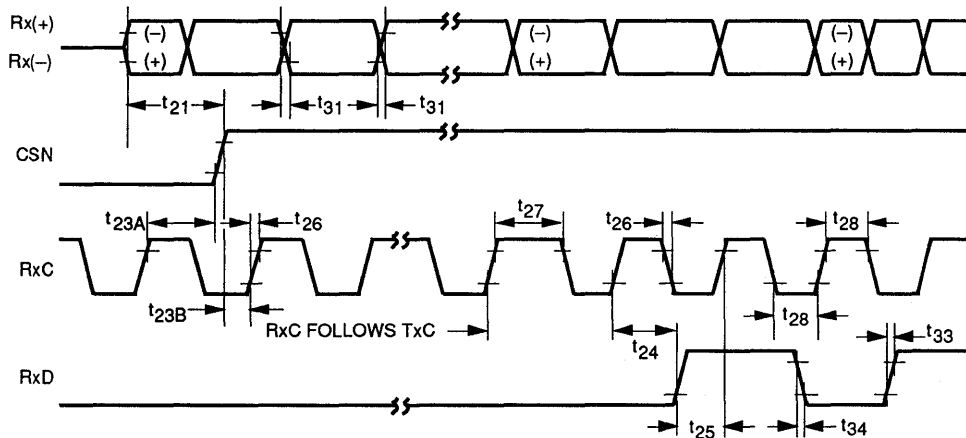 Rx(+)
Rx(–)
(–)
(+)
(–)
(+)
(–)
(+)
t21
t31
t31
CSN
t23A
t26
t27
t26
t28
RxC
t23B
RxC FOLLOWS TxC
t24
t28
t33
RxD
t25
t34